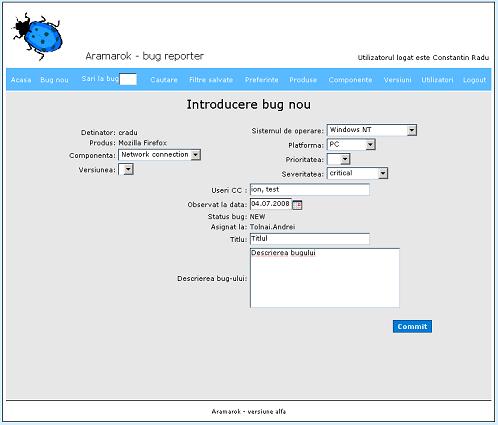 Aramarok - bug reporter
Utilizatorul logat este Constantin Radu
Acasa Bug nou Sari la bug Cautare Filtre salvate Preferinte Produse Componente Versiuni Utilizatori Logout
Introducere bug nou
Detinator: cradu
Produs: Mozilla Firefox
Componenta: Network connection
Versiunea:
Sistemul de operare: Windows NT
Platforma: PC
Prioritatea:
Severitatea: critical
Useri CC : ion, test
Observat la data: 04.07.2008
Status bug: NEW
Asignat la: Tolnai.Andrei
Titlu: Titlul
Descrierea bug-ului: Descrierea bugului
Commit
Aramarok - versiune alfa